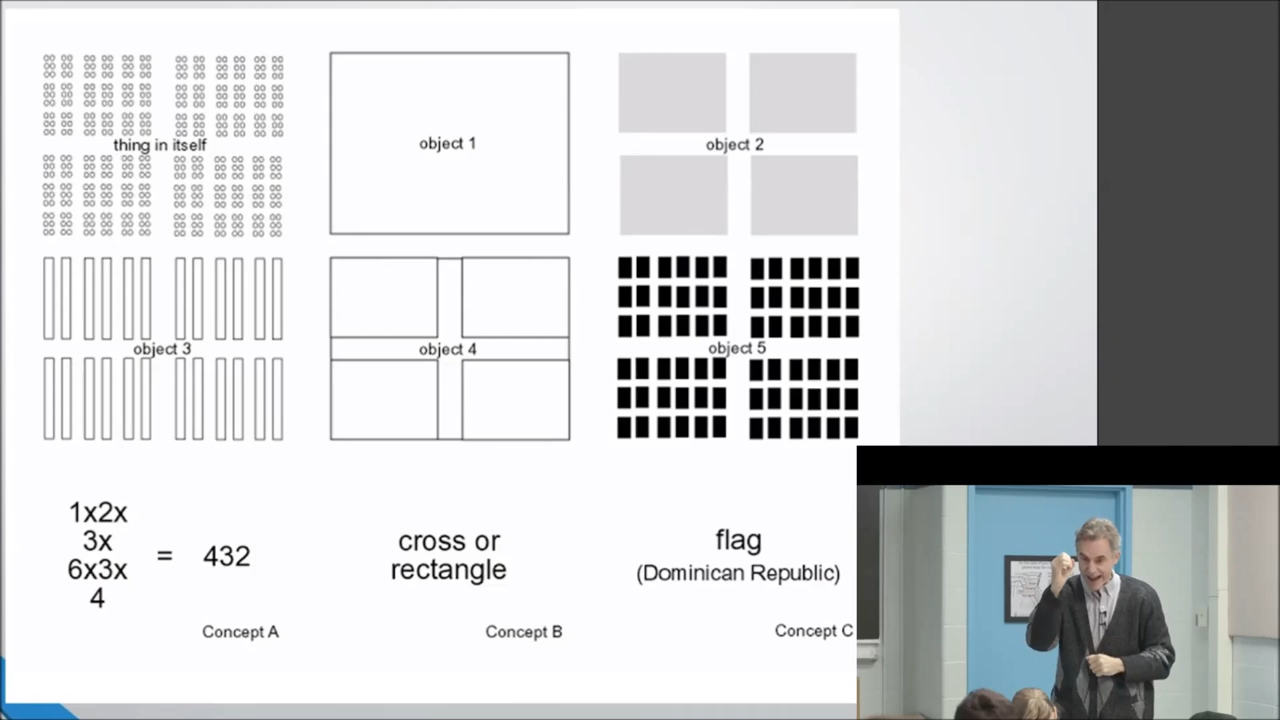 thing in itself
object 1
object 2
object 3
object 4
object 5
1x2x
3x
6x3x
4
= 432
cross or
rectangle
flag
(Dominican Republic)
Concept A
Concept B
Concept C